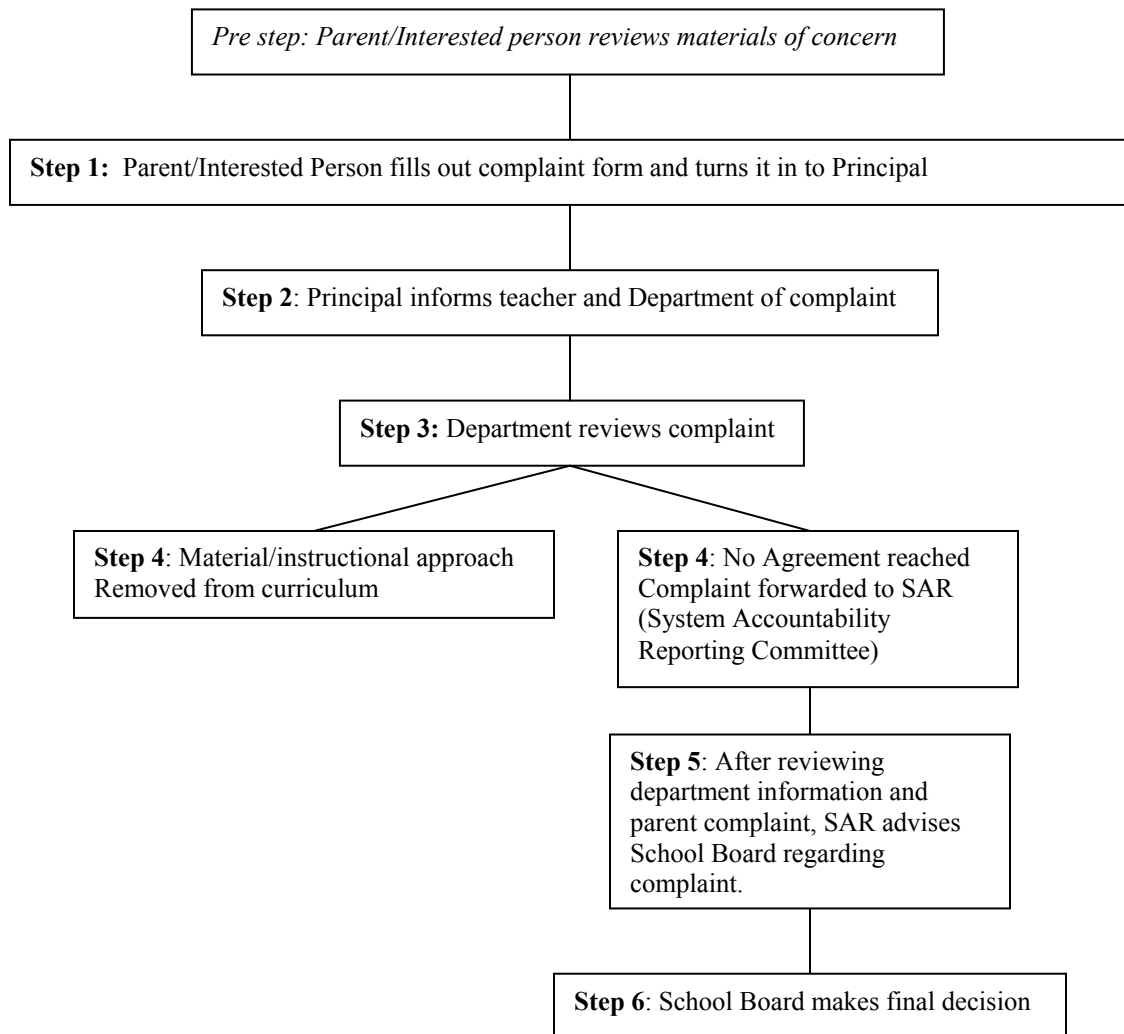 Pre step: Parent/Interested person reviews materials of concern
Step 1: Parent/Interested Person fills out complaint form and turns it in to Principal
Step 2: Principal informs teacher and Department of complaint
Step 3: Department reviews complaint
Step 4: Material/instructional approach
Removed from curriculum
Step 4: No Agreement reached
Complaint forwarded to SAR
(System Accountability
Reporting Committee)
Step 5: After reviewing
department information and
parent complaint, SAR advises
School Board regarding
complaint.
Step 6: School Board makes final decision